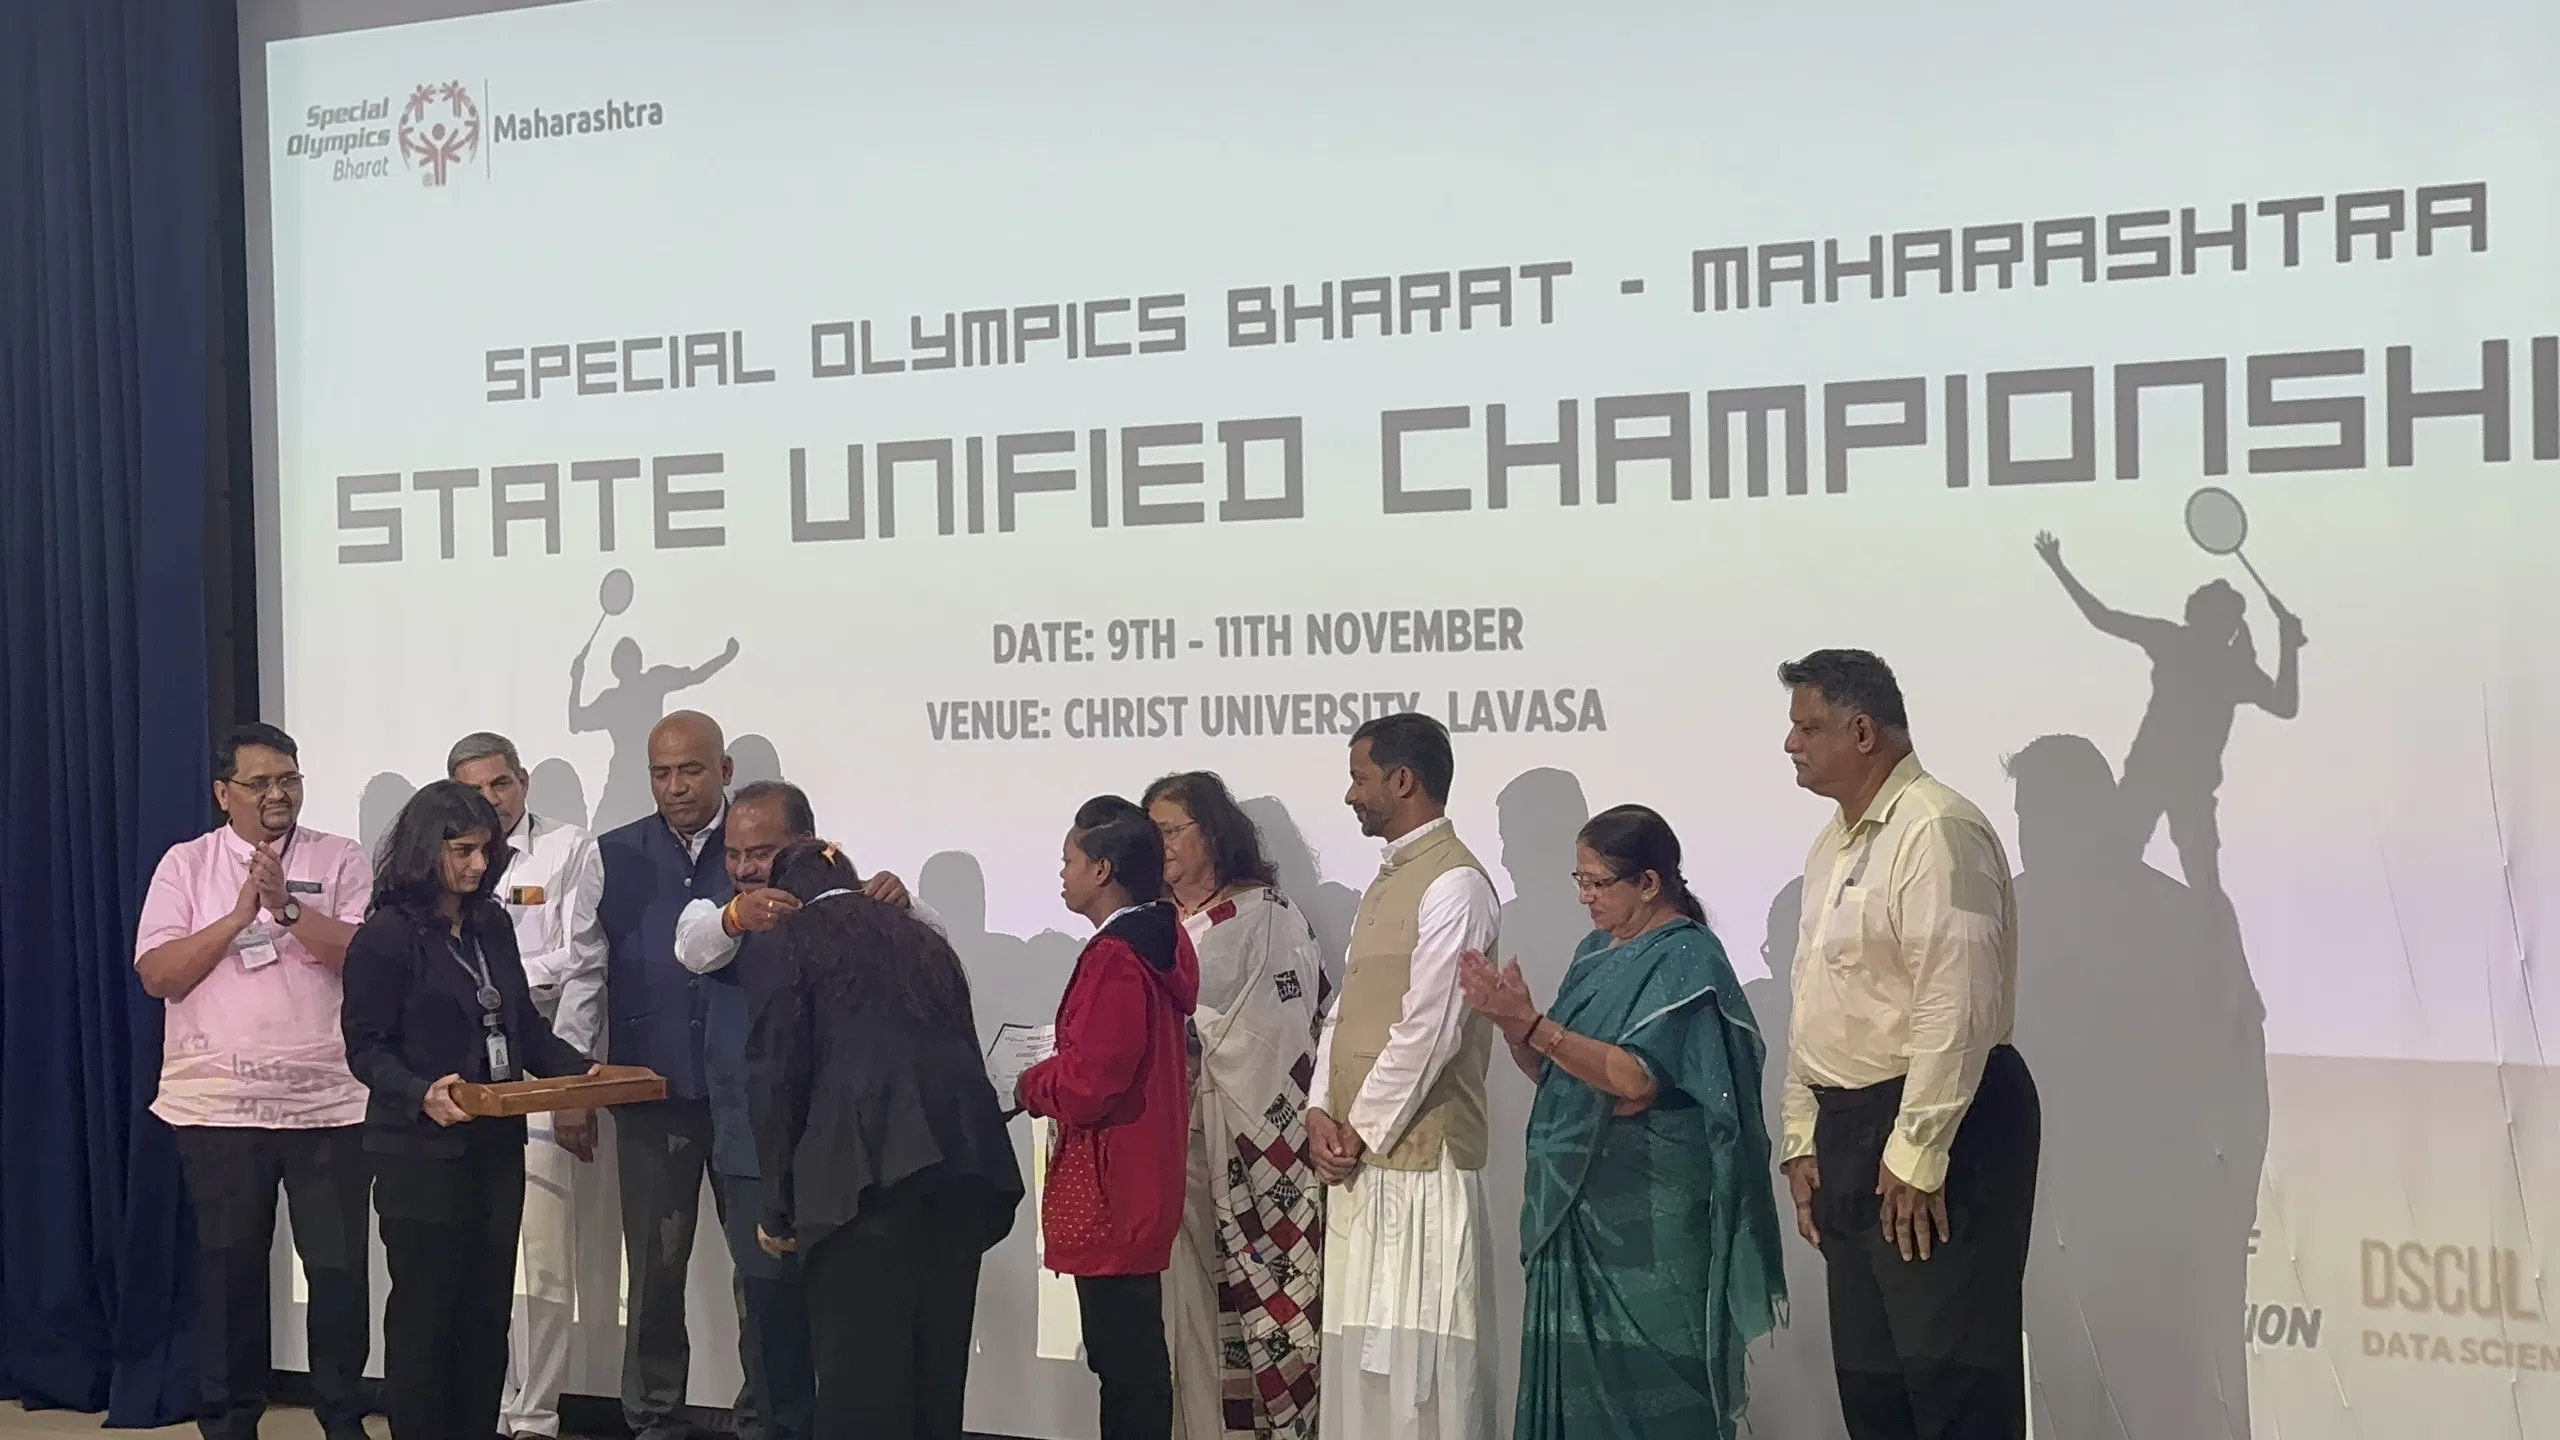 Special
Olympics
Bharat
Maharashtra
SPECIAL OLYMPICS BHARAT - MAHARASHTRA
STATE UNIFIED CHAMPIONSHI
DATE: 9TH - 11TH NOVEMBER
VENUE: CHRIST UNIVERSITY, LAVASA
DSCUL
DATA SCIEN